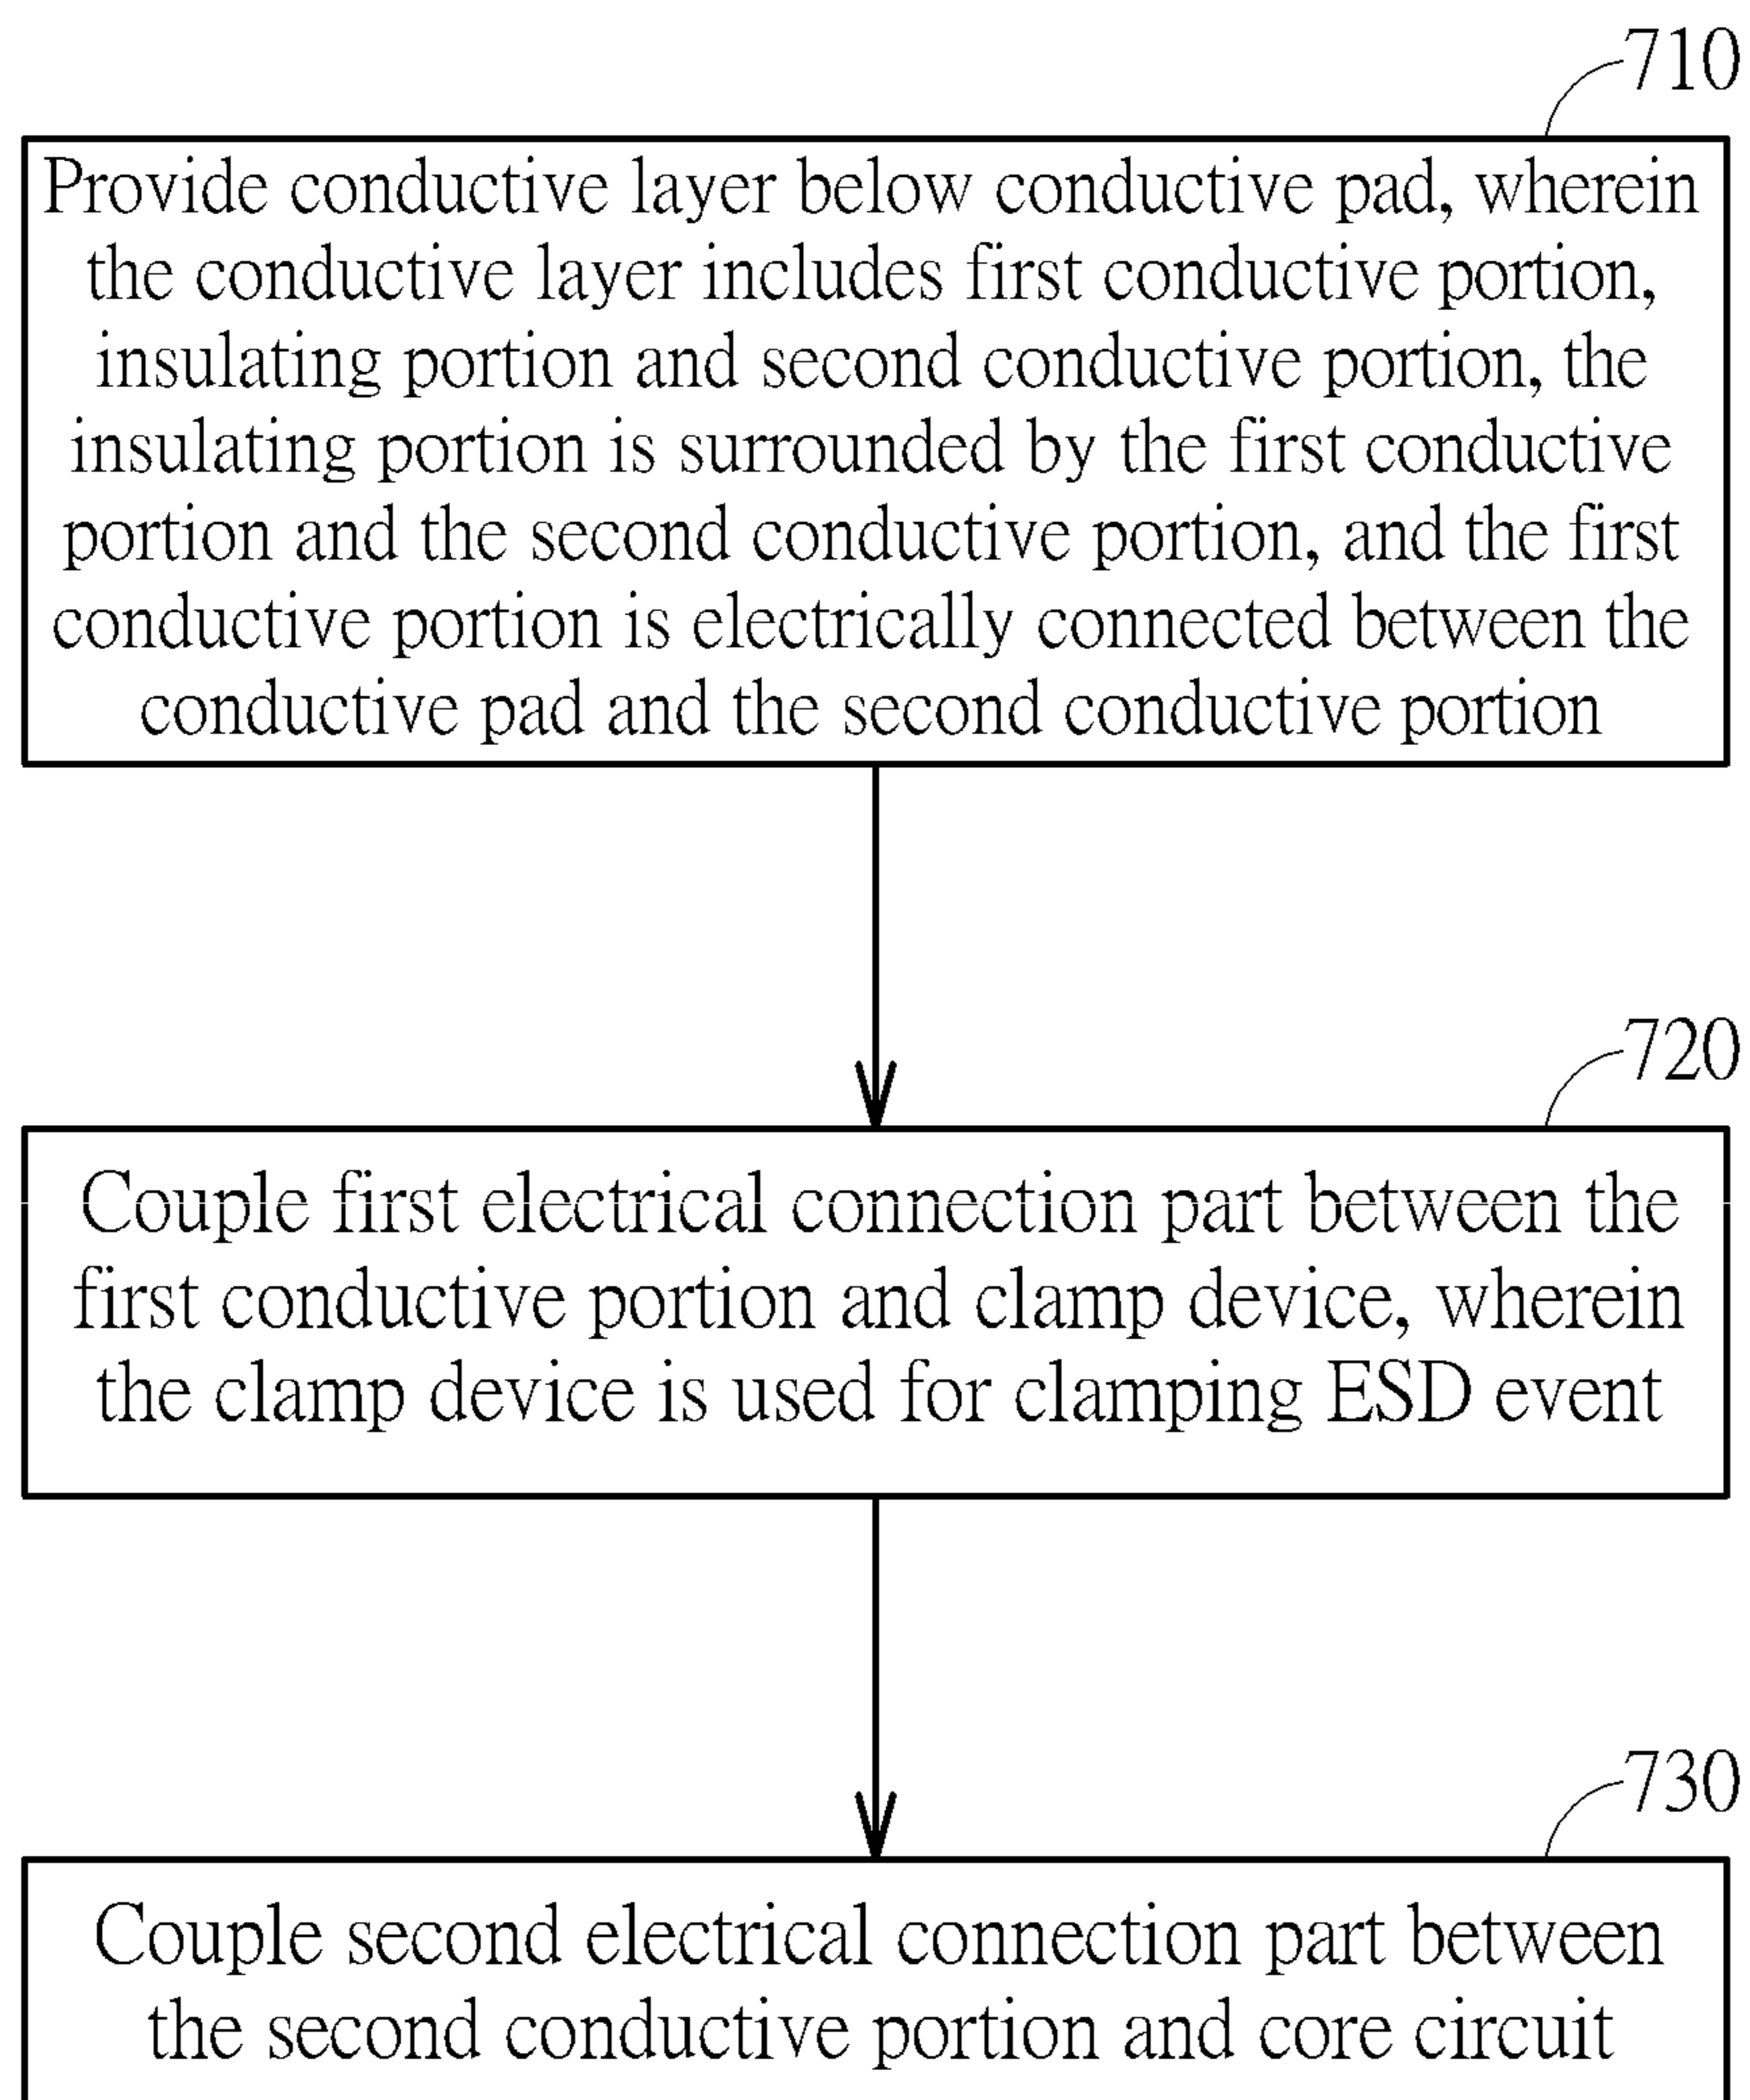 710
Provide conductive layer below conductive pad, wherein
the conductive layer includes first conductive portion,
insulating portion and second conductive portion, the
insulating portion is surrounded by the first conductive
portion and the second conductive portion, and the first
conductive portion is electrically connected between the
conductive pad and the second conductive portion
720
Couple first electrical connection part between the
first conductive portion and clamp device, wherein
the clamp device is used for clamping ESD event
730
Couple second electrical connection part between
the second conductive portion and core circuit